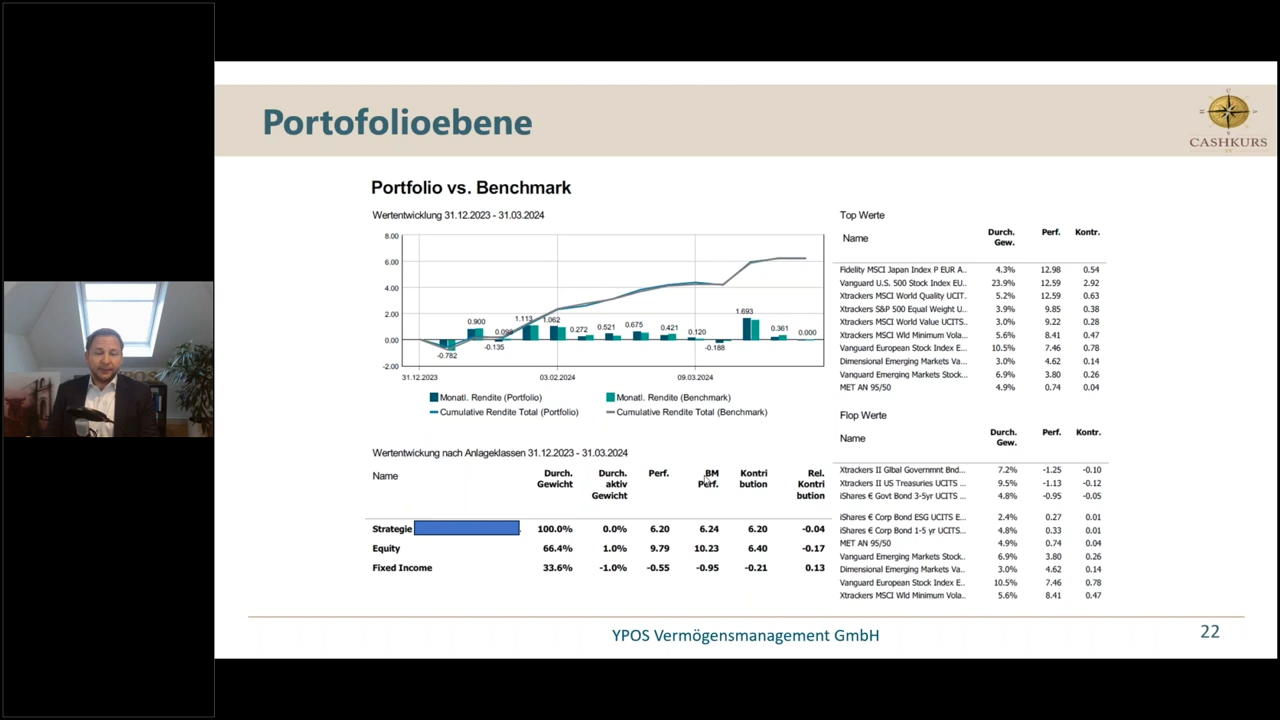 Portofolioebene
CASHKURS
Portfolio vs. Benchmark
Wertentwicklung 31.12.2023 - 31.03.2024
8.00
6.00
4.00
2.00
0.00
-2.00
-0.782
0.900
0.098
-0.135
1.113
1.062
0.272
0.521
0.675
0.421
0.120
-0.188
1.693
0.361
0.000
31.12.2023 03.02.2024 09.03.2024
Monatl. Rendite (Portfolio) Monatl. Rendite (Benchmark)
Cumulative Rendite Total (Portfolio) Cumulative Rendite Total (Benchmark)
Wertentwickung nach Anlageklassen 31.12.2023 - 31.03.2024
Name Durch. Gewicht Durch. aktiv Gewicht Perf. BM Perf. Kontri bution Rel. Kontri bution
Strategie 100.0% 0.0% 6.20 6.24 6.20 -0.04
Equity 66.4% 1.0% 9.79 10.23 6.40 -0.17
Fixed Income 33.6% -1.0% -0.55 -0.95 -0.21 0.13
Top Werte
Name Durch. Gew. Perf. Kontr.
Fidelity MSCI Japan Index P EUR A.. 4.3% 12.98 0.54
Vanguard U.S. 500 Stock Index EU.. 23.9% 12.59 2.92
Xtrackers MSCI World Quality UCIT.. 5.2% 12.59 0.63
Xtrackers S&P 500 Equal Weight U.. 3.9% 9.85 0.38
Xtrackers MSCI World Value UCITS.. 3.0% 9.22 0.28
Xtrackers MSCI Wld Minimum Vola.. 5.6% 8.41 0.47
Vanguard European Stock Index E... 10.5% 7.46 0.78
Dimensional Emerging Markets Va... 3.0% 4.62 0.14
Vanguard Emerging Markets Stock... 6.9% 3.80 0.26
MET AN 95/50 4.9% 0.74 0.04
Flop Werte
Name Durch. Gew. Perf. Kontr.
Xtrackers II Glbal Governmnt Bnd... 7.2% -1.25 -0.10
Xtrackers II US Treasuries UCITS ... 9.5% -1.13 -0.12
iShares € Govt Bond 3-5yr UCITS ... 4.8% -0.95 -0.05
iShares € Corp Bond ESG UCITS E... 2.4% 0.27 0.01
iShares € Corp Bond 1-5 yr UCITS... 4.8% 0.33 0.01
MET AN 95/50 4.9% 0.74 0.04
Vanguard Emerging Markets Stock... 6.9% 3.80 0.26
Dimensional Emerging Markets Va.. 3.0% 4.62 0.14
Vanguard European Stock Index E.. 10.5% 7.46 0.78
Xtrackers MSCI Wld Minimum Vola.. 5.6% 8.41 0.47
YPOS Vermögensmanagement GmbH
22